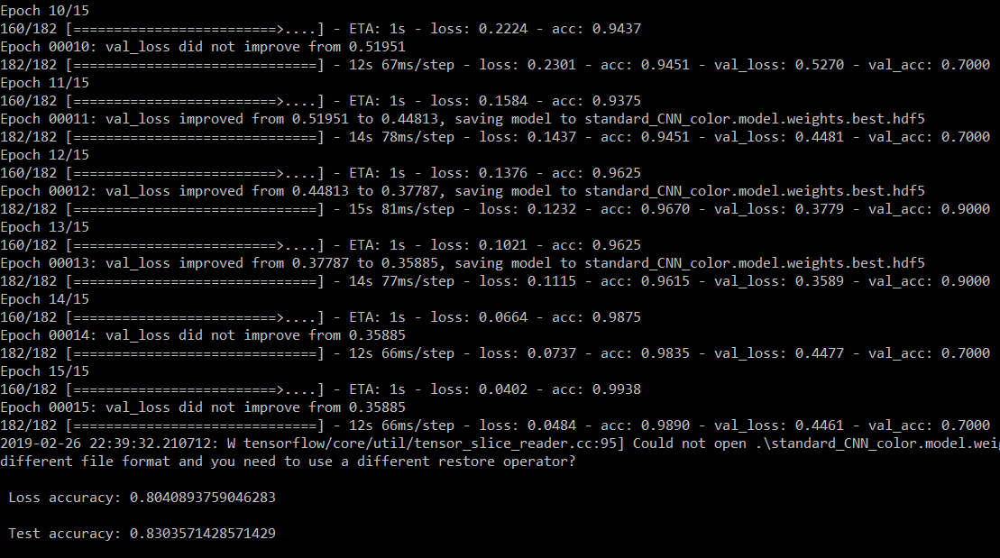 Epoch 10/15
160/182 [=========================>....] - ETA: 1s - loss: 0.2224 - acc: 0.9437
Epoch 00010: val_loss did not improve from 0.51951
182/182 [==============================] - 12s 67ms/step - loss: 0.2301 - acc: 0.9451 - val_loss: 0.5270 - val_acc: 0.7000
Epoch 11/15
160/182 [=========================>....] - ETA: 1s - loss: 0.1584 - acc: 0.9375
Epoch 00011: val_loss improved from 0.51951 to 0.44813, saving model to standard_CNN_color.model.weights.best.hdf5
182/182 [==============================] - 14s 78ms/step - loss: 0.1437 - acc: 0.9451 - val_loss: 0.4481 - val_acc: 0.7000
Epoch 12/15
160/182 [=========================>....] - ETA: 1s - loss: 0.1376 - acc: 0.9625
Epoch 00012: val_loss improved from 0.44813 to 0.37787, saving model to standard_CNN_color.model.weights.best.hdf5
182/182 [==============================] - 15s 81ms/step - loss: 0.1232 - acc: 0.9670 - val_loss: 0.3779 - val_acc: 0.9000
Epoch 13/15
160/182 [=========================>....] - ETA: 1s - loss: 0.1021 - acc: 0.9625
Epoch 00013: val_loss improved from 0.37787 to 0.35885, saving model to standard_CNN_color.model.weights.best.hdf5
182/182 [==============================] - 14s 77ms/step - loss: 0.1115 - acc: 0.9615 - val_loss: 0.3589 - val_acc: 0.9000
Epoch 14/15
160/182 [=========================>....] - ETA: 1s - loss: 0.0664 - acc: 0.9875
Epoch 00014: val_loss did not improve from 0.35885
182/182 [==============================] - 12s 66ms/step - loss: 0.0737 - acc: 0.9835 - val_loss: 0.4477 - val_acc: 0.7000
Epoch 15/15
160/182 [=========================>....] - ETA: 1s - loss: 0.0402 - acc: 0.9938
Epoch 00015: val_loss did not improve from 0.35885
182/182 [==============================] - 12s 66ms/step - loss: 0.0484 - acc: 0.9890 - val_loss: 0.4461 - val_acc: 0.7000
2019-02-26 22:39:32.210712: W tensorflow/core/util/tensor_slice_reader.cc:95] Could not open .\standard_CNN_color.model.weig
different file format and you need to use a different restore operator?
Loss accuracy: 0.8040893759046283
Test accuracy: 0.8303571428571429